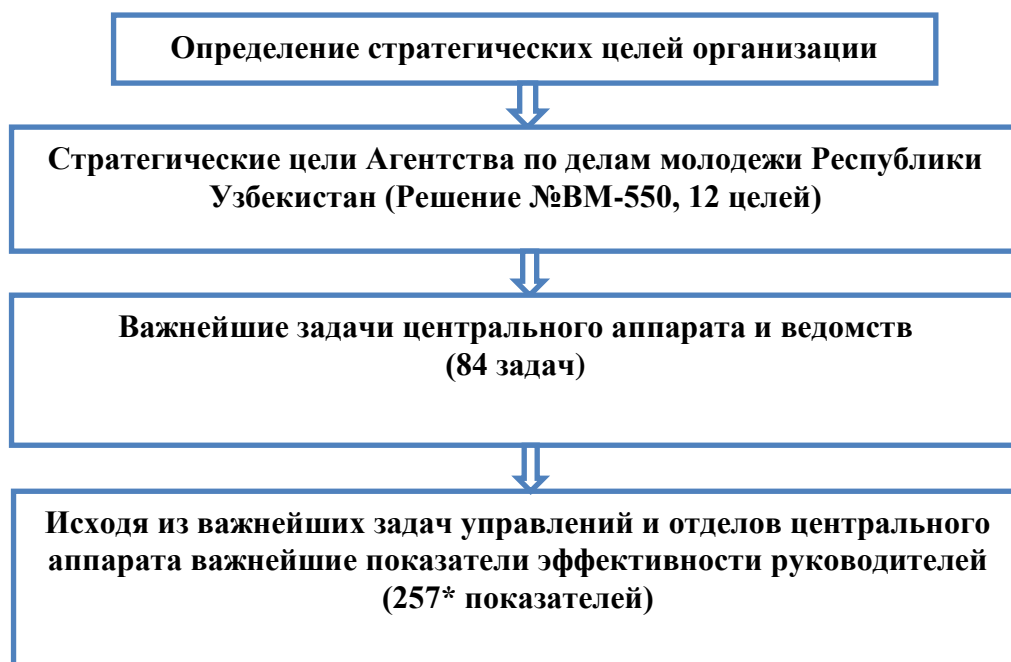 Определение стратегических целей организации
Стратегические цели Агентства по делам молодежи Республики
Узбекистан (Решение №ВМ-550, 12 целей)
Важнейшие задачи центрального аппарата и ведомств
(84 задач)
Исходя из важнейших задач управлений и отделов центрального
аппарата важнейшие показатели эффективности руководителей
(257* показателей)